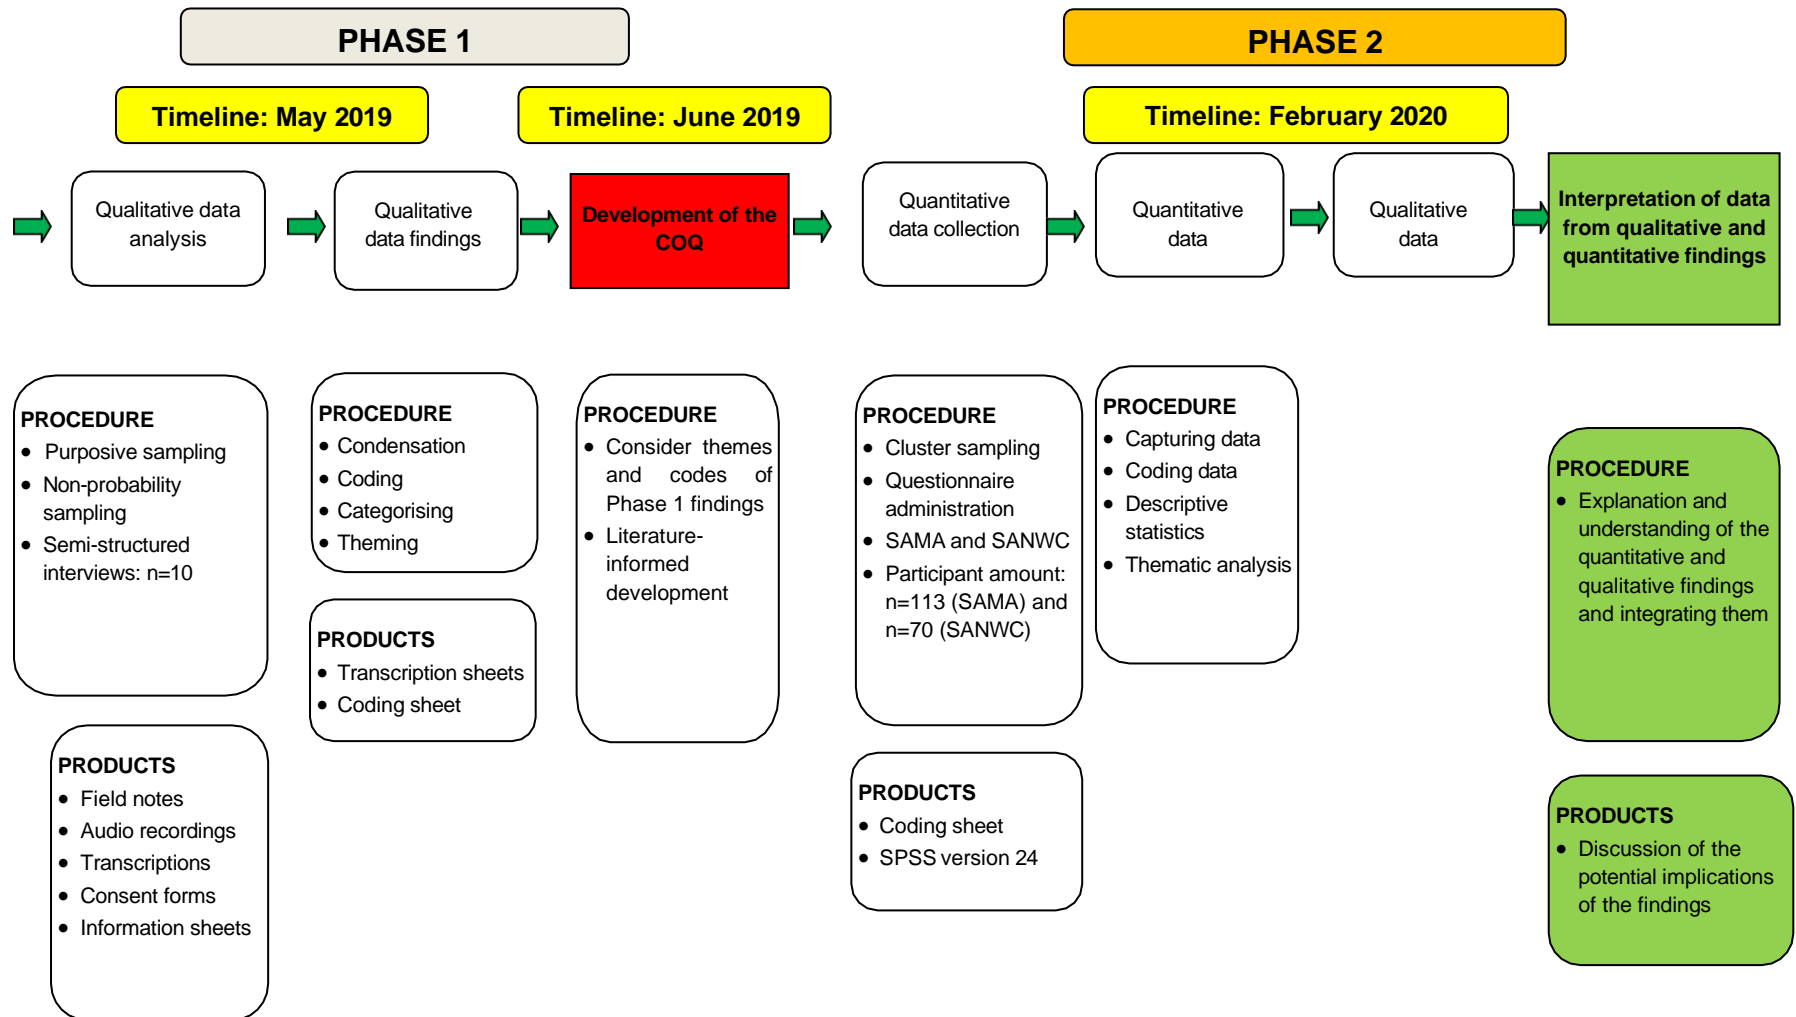 PHASE 1
PHASE 2
Timeline: May 2019
Timeline: June 2019
Timeline: February 2020
Qualitative data
analysis
Qualitative
data findings
Development of the
COQ
Quantitative
data collection
Quantitative
data
Qualitative
data
Interpretation of data
from qualitative and
quantitative findings
PROCEDURE
• Purposive sampling
• Non-probability
sampling
• Semi-structured
interviews: n=10
PRODUCTS
• Field notes
• Audio recordings
• Transcriptions
• Consent forms
• Information sheets
PROCEDURE
• Condensation
• Coding
• Categorising
• Theming
PRODUCTS
• Transcription sheets
• Coding sheet
PROCEDURE
• Consider themes
and codes of
Phase 1 findings
• Literature-
informed
development
PROCEDURE
• Cluster sampling
• Questionnaire
administration
• SAMA and SANWC
• Participant amount:
n=113 (SAMA) and
n=70 (SANWC)
PRODUCTS
• Coding sheet
• SPSS version 24
PROCEDURE
• Capturing data
• Coding data
• Descriptive
statistics
• Thematic analysis
PROCEDURE
• Explanation and
understanding of the
quantitative and
qualitative findings
and integrating them
PRODUCTS
• Discussion of the
potential implications
of the findings